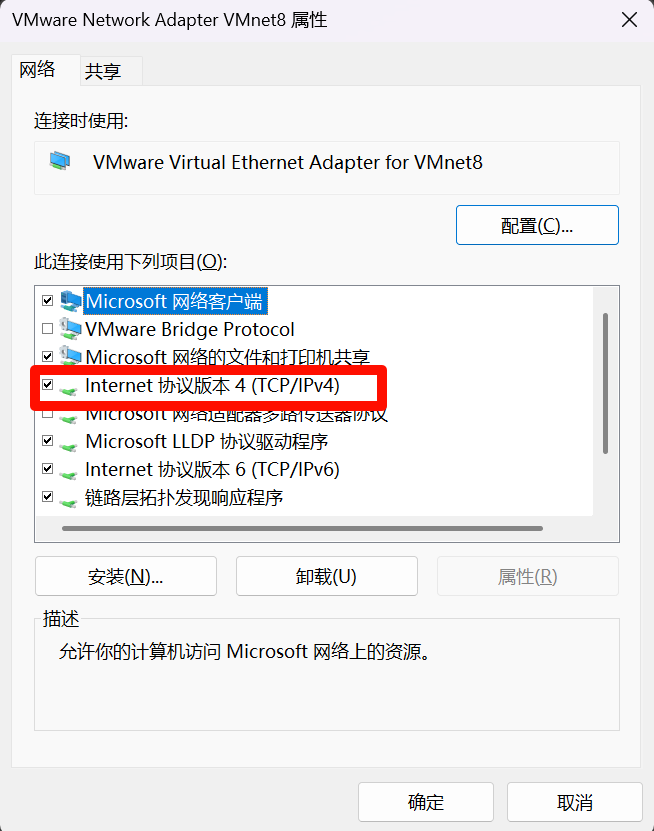 VMware Network Adapter VMnet8 属性
网络
共享
连接时使用:
VMware Virtual Ethernet Adapter for VMnet8
配置(C)...
此连接使用下列项目(O):
Microsoft 网络客户端
VMware Bridge Protocol
Microsoft 网络的文件和打印机共享
Internet 协议版本 4 (TCP/IPv4)
Microsoft 网络适配器多路传送器协议
Microsoft LLDP 协议驱动程序
Internet 协议版本 6 (TCP/IPv6)
链路层拓扑发现响应程序
安装(N)...
卸载(U)
属性(R)
描述
允许你的计算机访问 Microsoft 网络上的资源。
确定
取消